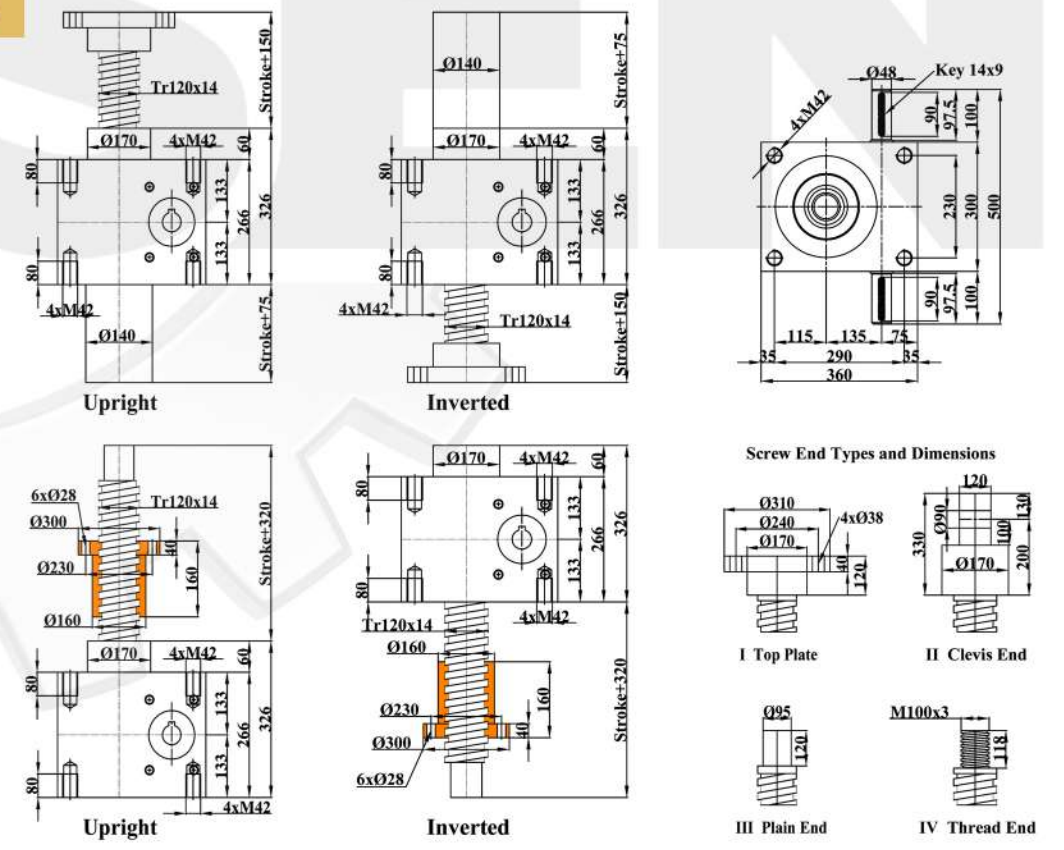 Tr120x14
Ø170
4xM42
80
80
4xM42
Ø140
133
133
266
60
326
Stroke+150
Stroke+75
Upright
Ø140
Ø170
4xM42
80
80
4xM42
Tr120x14
133
133
266
60
326
Stroke+75
Stroke+150
Inverted
Ø48
Key 14x9
4xM42
90
97.5
100
230
300
500
90
97.5
100
115
135
75
35
290
35
360
6xØ28
Ø300
Ø230
Ø160
Tr120x14
40
160
Ø170
4xM42
80
80
4xM42
133
133
266
60
326
Stroke+320
Upright
Ø170
4xM42
80
80
4xM42
133
133
266
60
326
Tr120x14
Ø160
Ø230
Ø300
6xØ28
40
160
Stroke+320
Inverted
Screw End Types and Dimensions
Ø310
Ø240
Ø170
4xØ38
40
120
I Top Plate
120
330
Ø90
Ø170
100
130
200
II Clevis End
Ø95
120
III Plain End
M100x3
118
IV Thread End